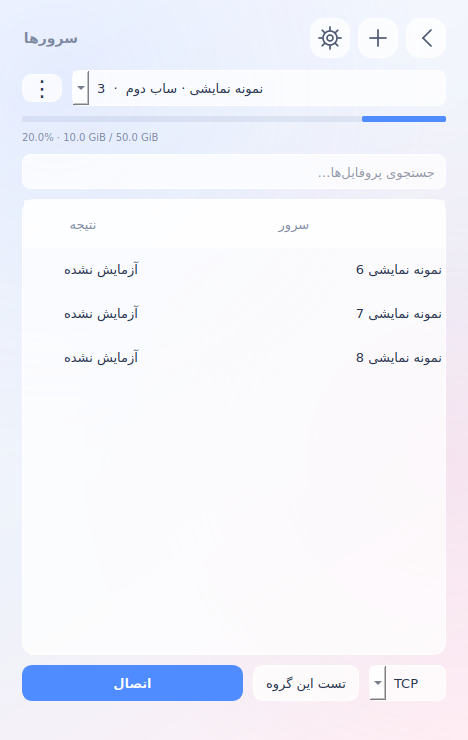 سرورها
نمونه نمایشی · ساب دوم · 3
20.0% · 10.0 GiB / 50.0 GiB
جستجوی پروفایل‌ها...
سرور نتیجه
نمونه نمایشی 6 آزمایش نشده
نمونه نمایشی 7 آزمایش نشده
نمونه نمایشی 8 آزمایش نشده
TCP تست این گروه اتصال